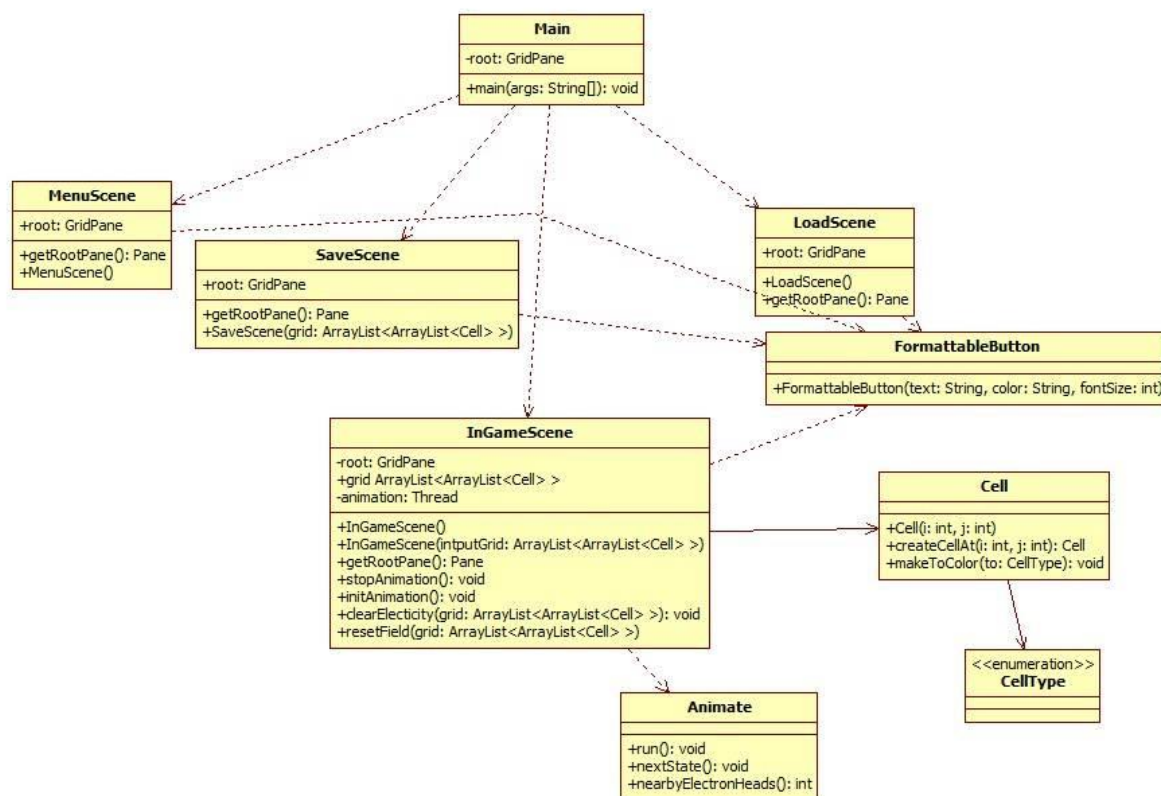 Main
-root: GridPane
+main(args: String[]): void
MenuScene
+root: GridPane
+getRootPane(): Pane
+MenuScene()
SaveScene
+root: GridPane
+getRootPane(): Pane
+SaveScene(grid: ArrayList<ArrayList<Cell> >)
LoadScene
+root: GridPane
+LoadScene()
+getRootPane(): Pane
FormattableButton
+FormattableButton(text: String, color: String, fontSize: int)
InGameScene
-root: GridPane
+grid ArrayList<ArrayList<Cell> >
-animation: Thread
+InGameScene()
+InGameScene(intputGrid: ArrayList<ArrayList<Cell> >)
+getRootPane(): Pane
+stopAnimation(): void
+initAnimation(): void
+clearElecticity(grid: ArrayList<ArrayList<Cell> >): void
+resetField(grid: ArrayList<ArrayList<Cell> >)
Cell
+Cell(i: int, j: int)
+createCellAt(i: int, j: int): Cell
+makeToColor(to: CellType): void
<<enumeration>>
CellType
Animate
+run(): void
+nextState(): void
+nearbyElectronHeads(): int